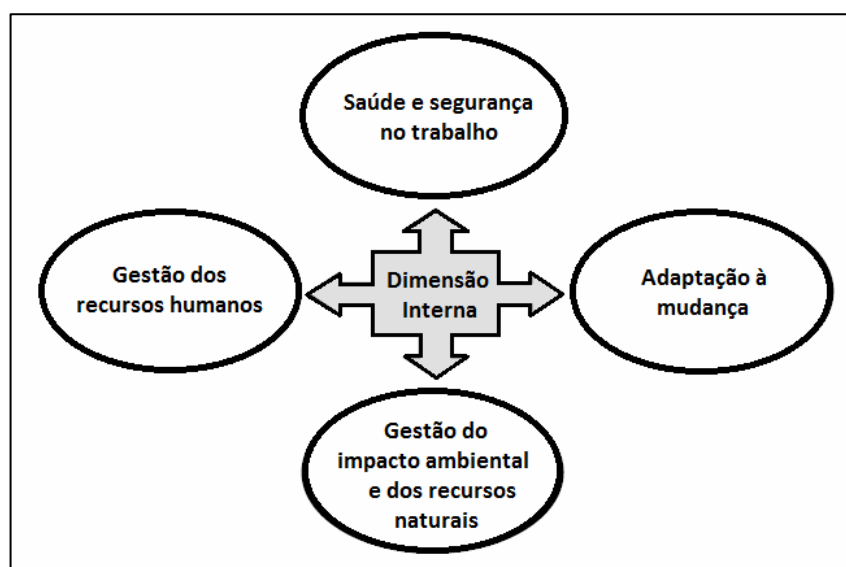 Saúde e segurança
no trabalho
Gestão dos
recursos humanos
Dimensão
Interna
Adaptação à
mudança
Gestão do
impacto ambiental
e dos recursos
naturais